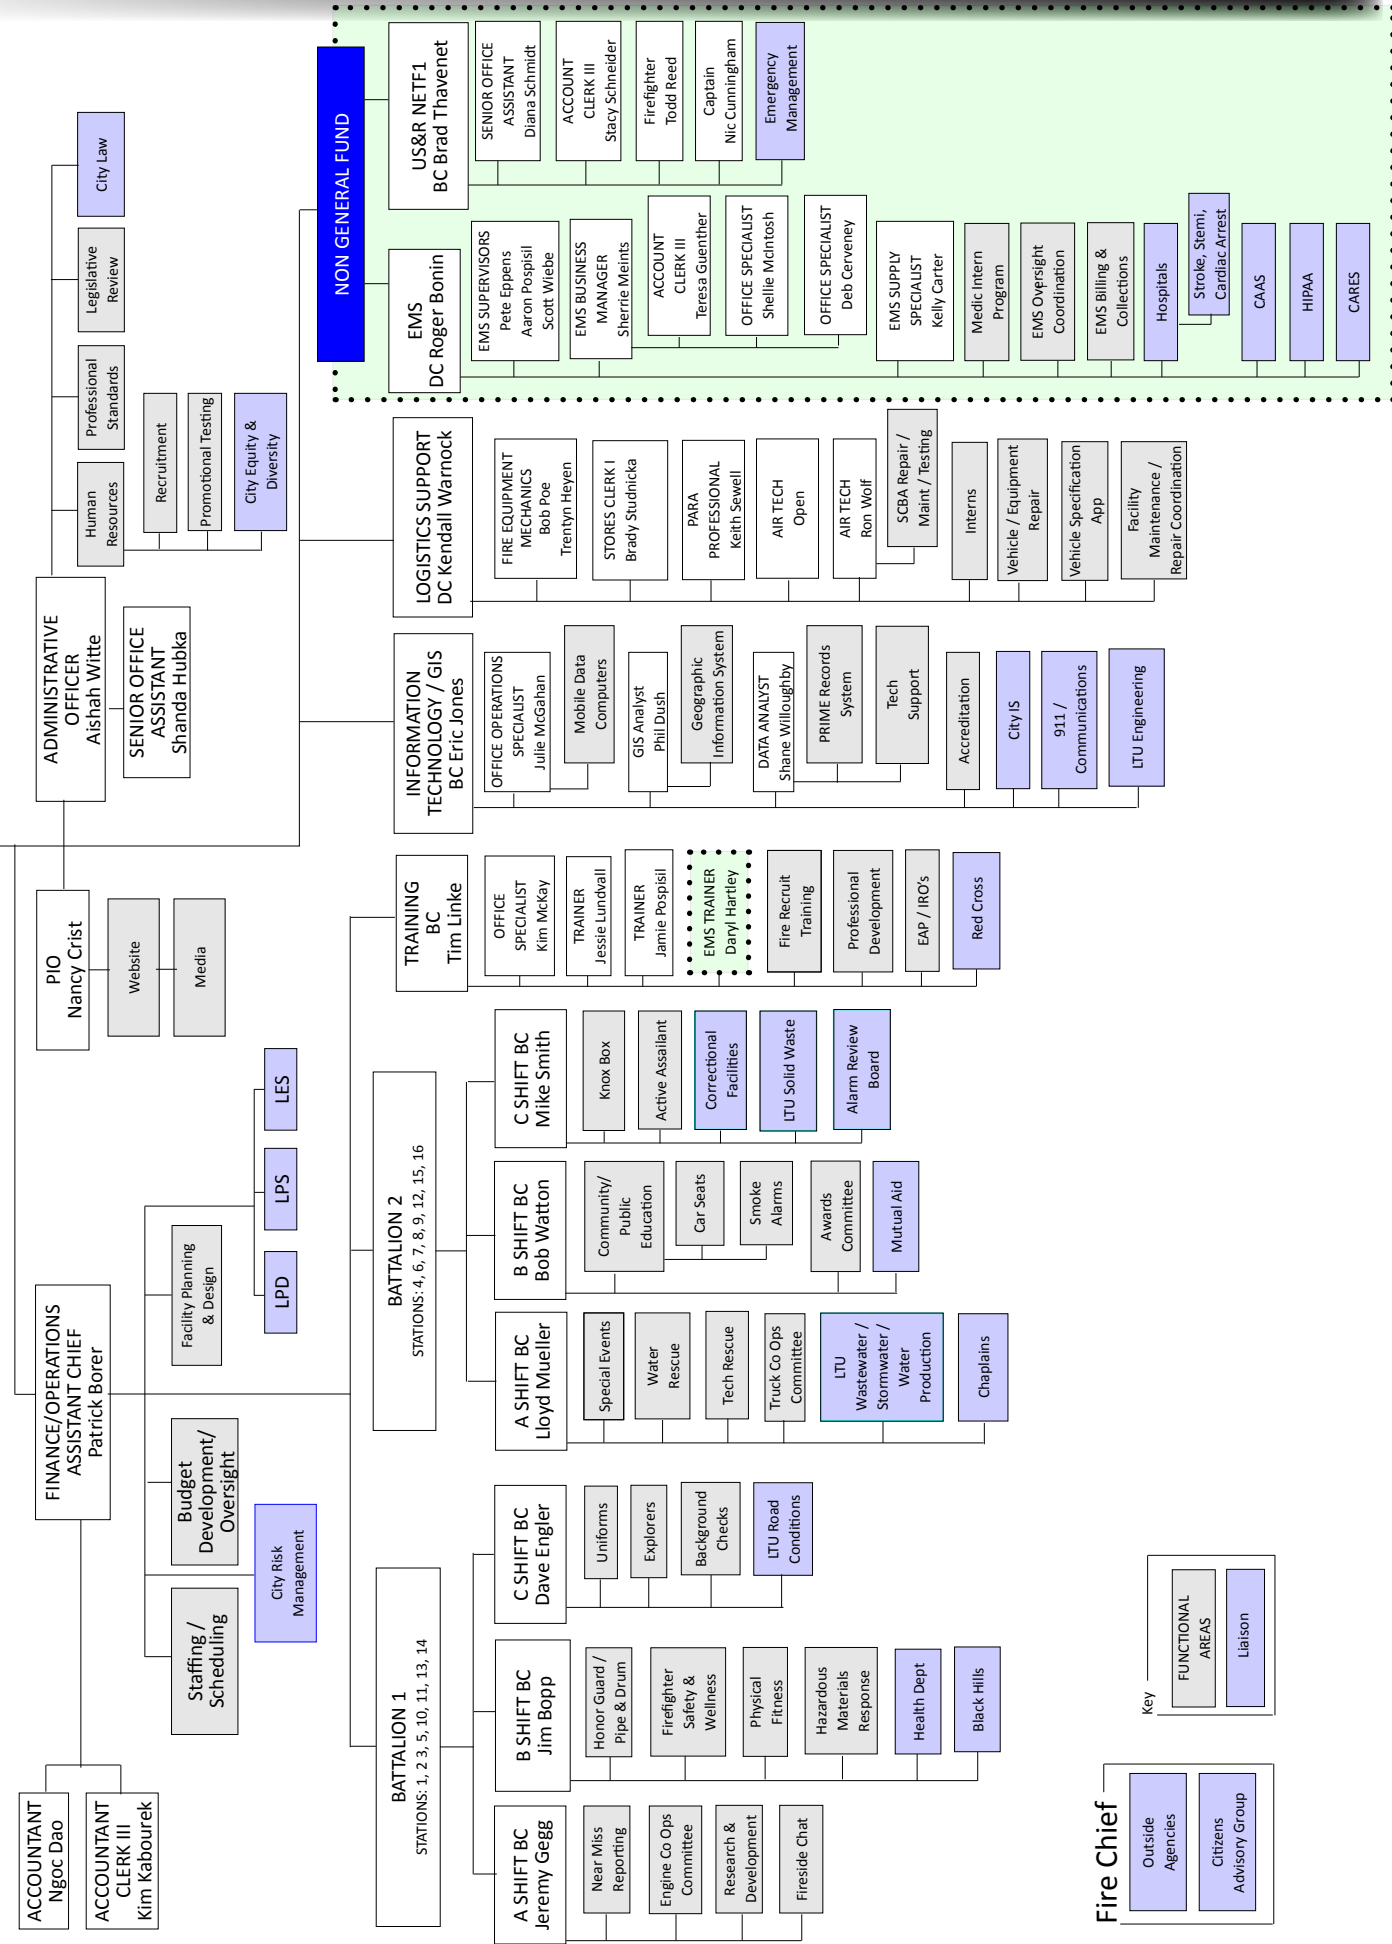 ACCOUNTANT
Ngoc Dao
ACCOUNTANT
CLERK III
Kim Kabourek
FINANCE/OPERATIONS
ASSISTANT CHIEF
Patrick Borer
Staffing /
Scheduling
City Risk
Management
Budget
Development/
Oversight
Facility Planning
& Design
LPD
LPS
LES
PIO
Nancy Crist
Website
Media
ADMINISTRATIVE
OFFICER
Aishah Witte
SENIOR OFFICE
ASSISTANT
Shanda Hubka
Human
Resources
Recruitment
Promotional Testing
City Equity &
Diversity
Professional
Standards
Legislative
Review
City Law
BATTALION 1
STATIONS: 1, 2 3, 5, 10, 11, 13, 14
A SHIFT BC
Jeremy Gegg
Near Miss
Reporting
Engine Co Ops
Committee
Research &
Development
Fireside Chat
B SHIFT BC
Jim Bopp
Honor Guard /
Pipe & Drum
Firefighter
Safety &
Wellness
Physical
Fitness
Hazardous
Materials
Response
Health Dept
Black Hills
C SHIFT BC
Dave Engler
Uniforms
Explorers
Background
Checks
LTU Road
Conditions
BATTALION 2
STATIONS: 4, 6, 7, 8, 9, 12, 15, 16
A SHIFT BC
Lloyd Mueller
Special Events
Water
Rescue
Tech Rescue
Truck Co Ops
Committee
LTU
Wastewater /
Stormwater /
Water
Production
Chaplains
B SHIFT BC
Bob Watton
Community/
Public
Education
Car Seats
Smoke
Alarms
Awards
Committee
Mutual Aid
C SHIFT BC
Mike Smith
Knox Box
Active Assailant
Correctional
Facilities
LTU Solid Waste
Alarm Review
Board
TRAINING
BC
Tim Linke
OFFICE
SPECIALIST
Kim McKay
TRAINER
Jessie Lundvall
TRAINER
Jamie Pospisil
EMS TRAINER
Daryl Hartley
Fire Recruit
Training
Professional
Development
EAP / IRO's
Red Cross
INFORMATION
TECHNOLOGY / GIS
BC Eric Jones
OFFICE OPERATIONS
SPECIALIST
Julie McGahan
Mobile Data
Computers
GIS Analyst
Phil Dush
Geographic
Information System
DATA ANALYST
Shane Willoughby
PRIME Records
System
Tech
Support
Accreditation
City IS
911 /
Communications
LTU Engineering
LOGISTICS SUPPORT
DC Kendall Warnock
FIRE EQUIPMENT
MECHANICS
Bob Poe
Trentyn Heyen
STORES CLERK I
Brady Studnicka
PARA
PROFESSIONAL
Keith Sewell
AIR TECH
Open
AIR TECH
Ron Wolf
SCBA Repair /
Maint / Testing
Interns
Vehicle / Equipment
Repair
Vehicle Specification
App
Facility
Maintenance /
Repair Coordination
NON GENERAL FUND
EMS
DC Roger Bonin
EMS SUPERVISORS
Pete Eppens
Aaron Pospisil
Scott Wiebe
EMS BUSINESS
MANAGER
Sherrie Meints
ACCOUNT
CLERK III
Teresa Guenther
OFFICE SPECIALIST
Shellie McIntosh
OFFICE SPECIALIST
Deb Cerveney
EMS SUPPLY
SPECIALIST
Kelly Carter
Medic Intern
Program
EMS Oversight
Coordination
EMS Billing &
Collections
Hospitals
Stroke, Stemi,
Cardiac Arrest
CAAS
HIPAA
CARES
US&R NETF1
BC Brad Thavenet
SENIOR OFFICE
ASSISTANT
Diana Schmidt
ACCOUNT
CLERK III
Stacy Schneider
Firefighter
Todd Reed
Captain
Nic Cunningham
Emergency
Management
Fire Chief
Outside
Agencies
Citizens
Advisory Group
Key
FUNCTIONAL
AREAS
Liaison